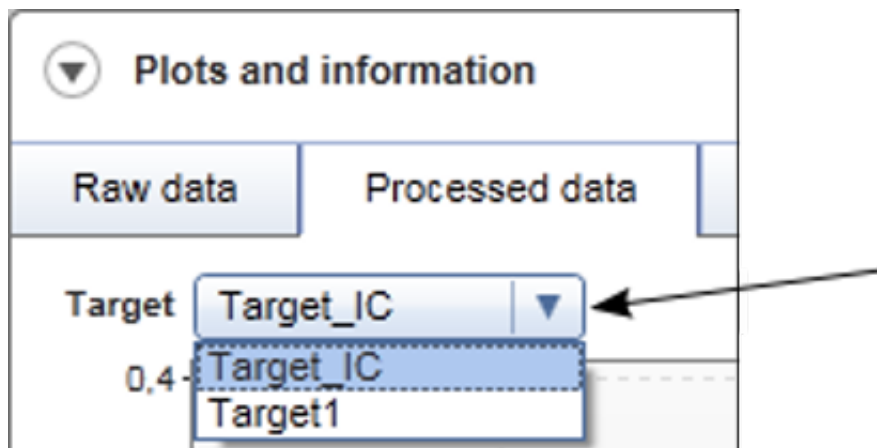 Plots and information
Raw data Processed data
Target Target_IC
Target_IC
0,4
Target1